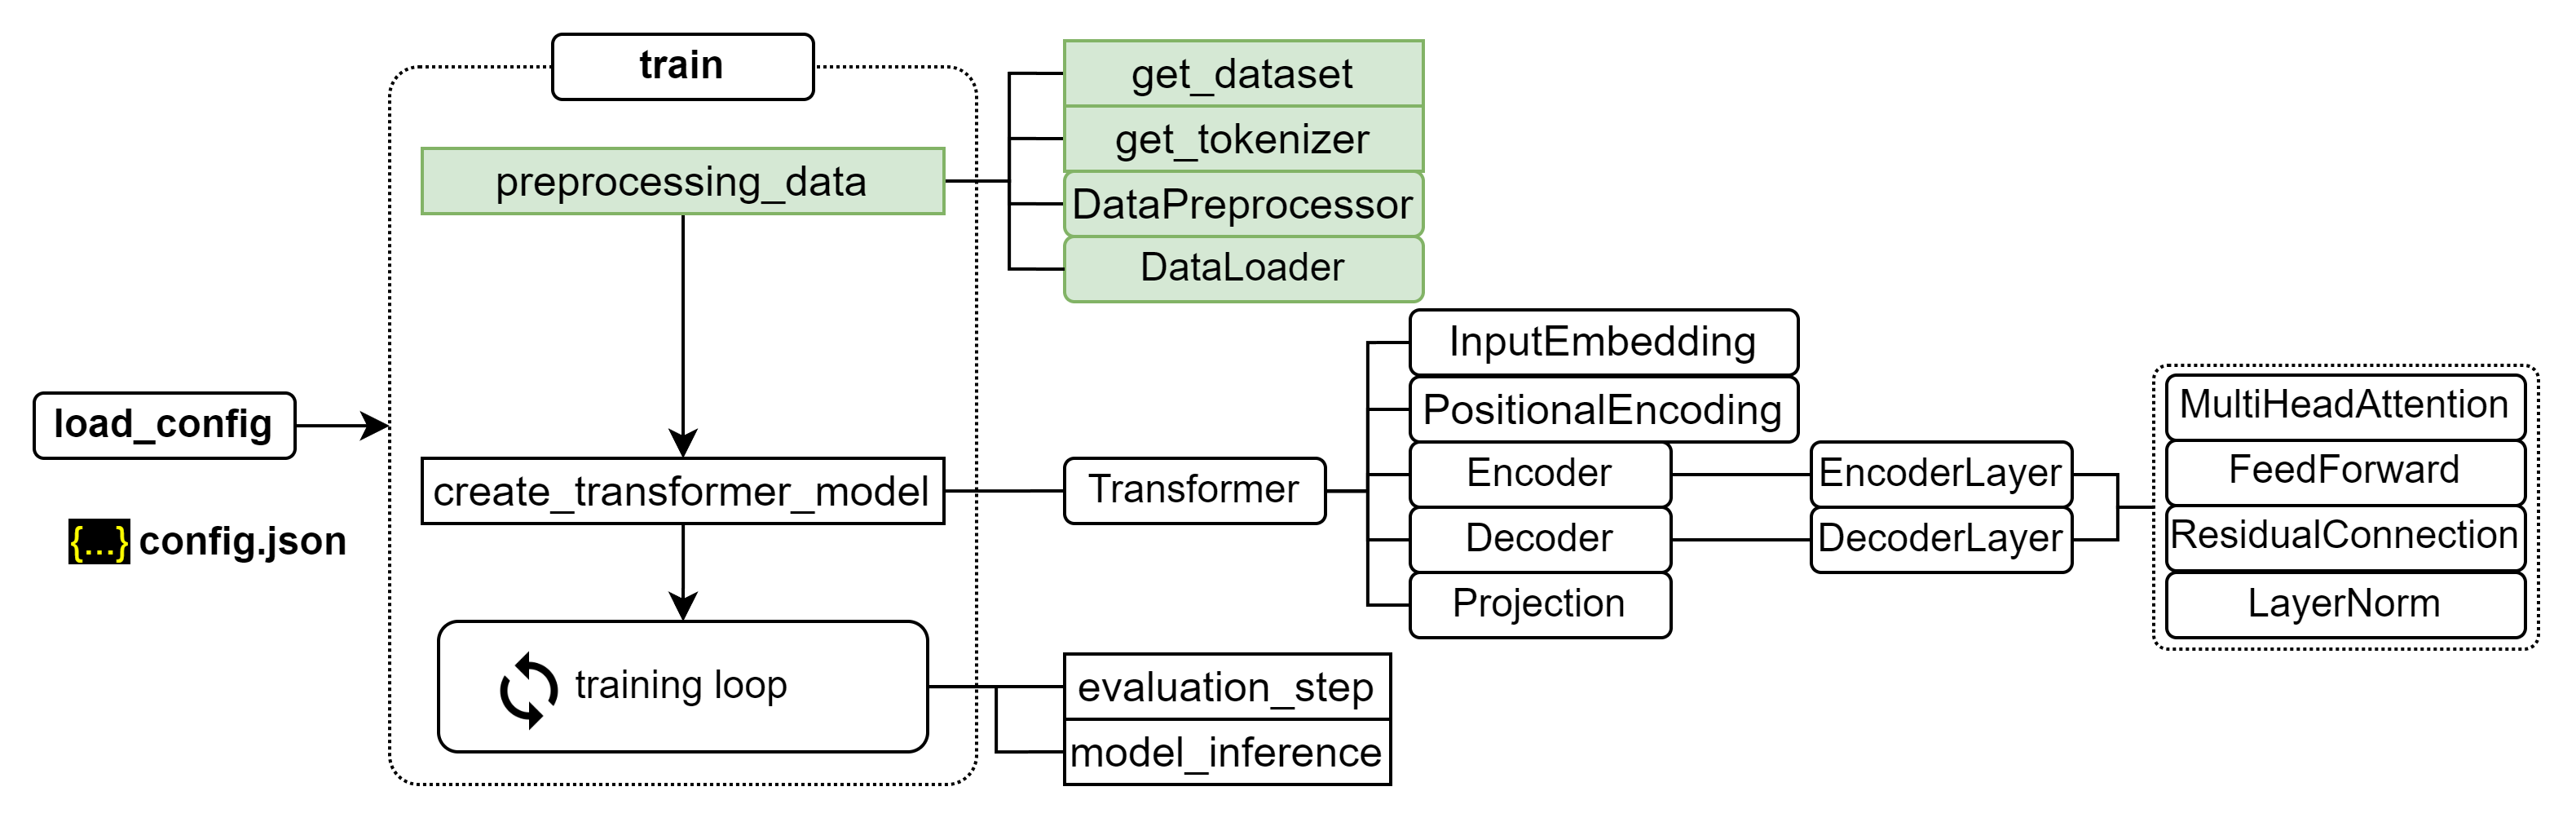 train
get_dataset
get_tokenizer
preprocessing_data
DataPreprocessor
DataLoader
load_config
{...} config.json
create_transformer_model
training loop
Transformer
InputEmbedding
PositionalEncoding
Encoder
Decoder
Projection
EncoderLayer
DecoderLayer
MultiHeadAttention
FeedForward
ResidualConnection
LayerNorm
evaluation_step
model_inference